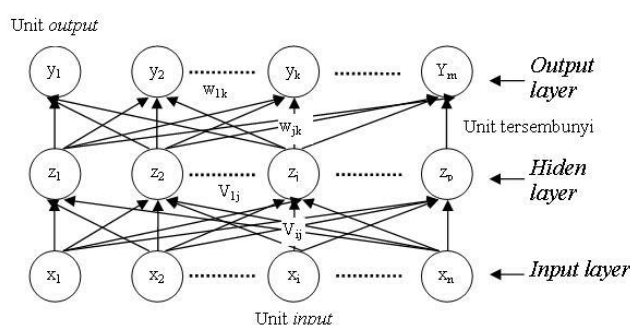 Unit output
y1 y2 yk Ym
Output layer
w1k
wjk
Unit tersembunyi
z1 z2 zj zp
Hiden layer
V1j
Vij
x1 x2 xi xn
Input layer
Unit input